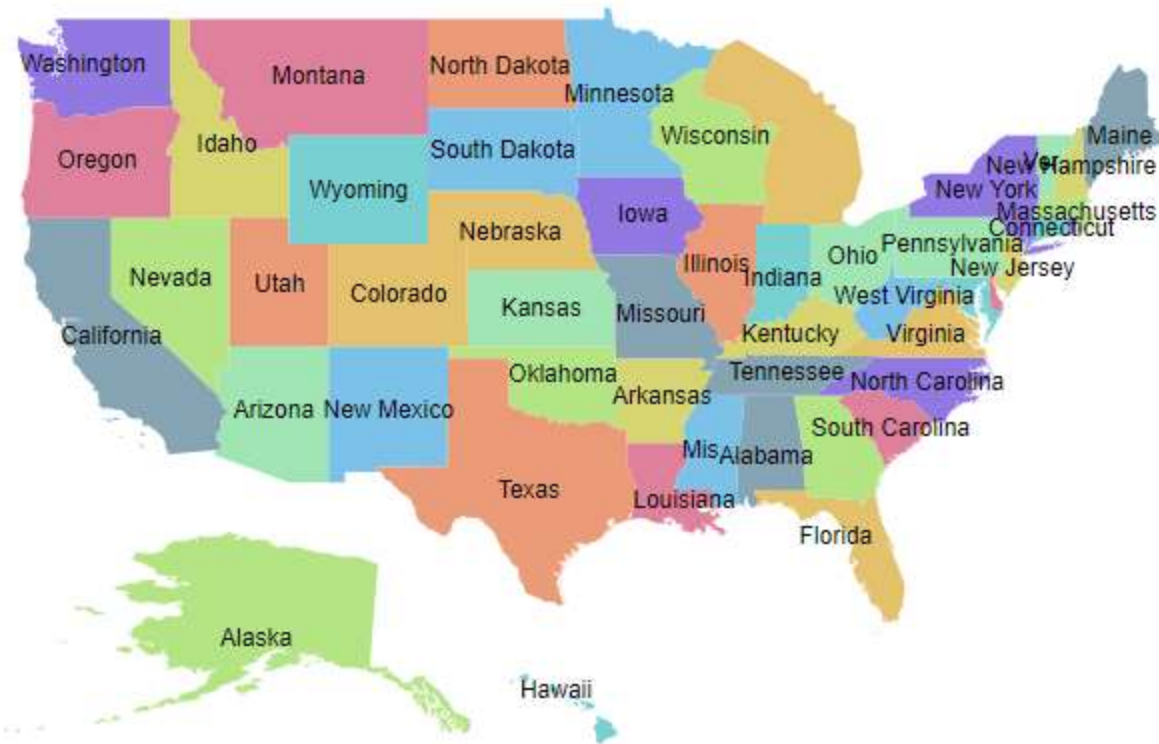 Washington
Montana
North Dakota
Minnesota
Maine
Oregon
Idaho
South Dakota
Wisconsin
Ver
New Hampshire
Wyoming
New York
Iowa
Massachusetts
Nebraska
Connecticut
Nevada
Utah
Colorado
Illinois
Indiana
Ohio
Pennsylvania
New Jersey
California
Kansas
Missouri
West Virginia
Kentucky
Virginia
Arizona
New Mexico
Oklahoma
Arkansas
Tennessee
North Carolina
South Carolina
Mis
Alabama
Texas
Louisiana
Florida
Alaska
Hawaii